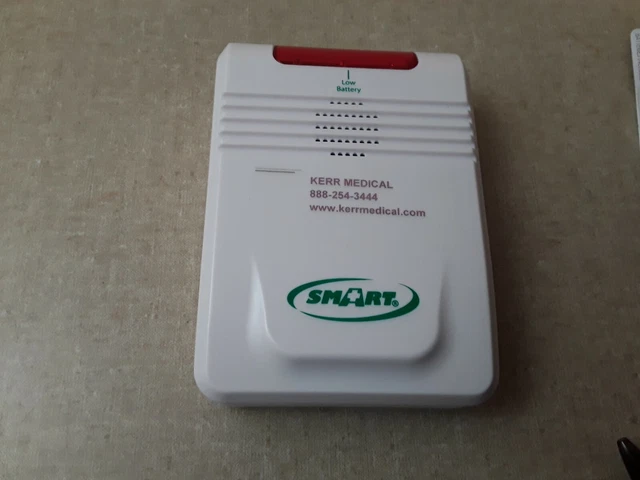 Low
Battery
KERR MEDICAL
888-254-3444
www.kerrmedical.com
SMART®